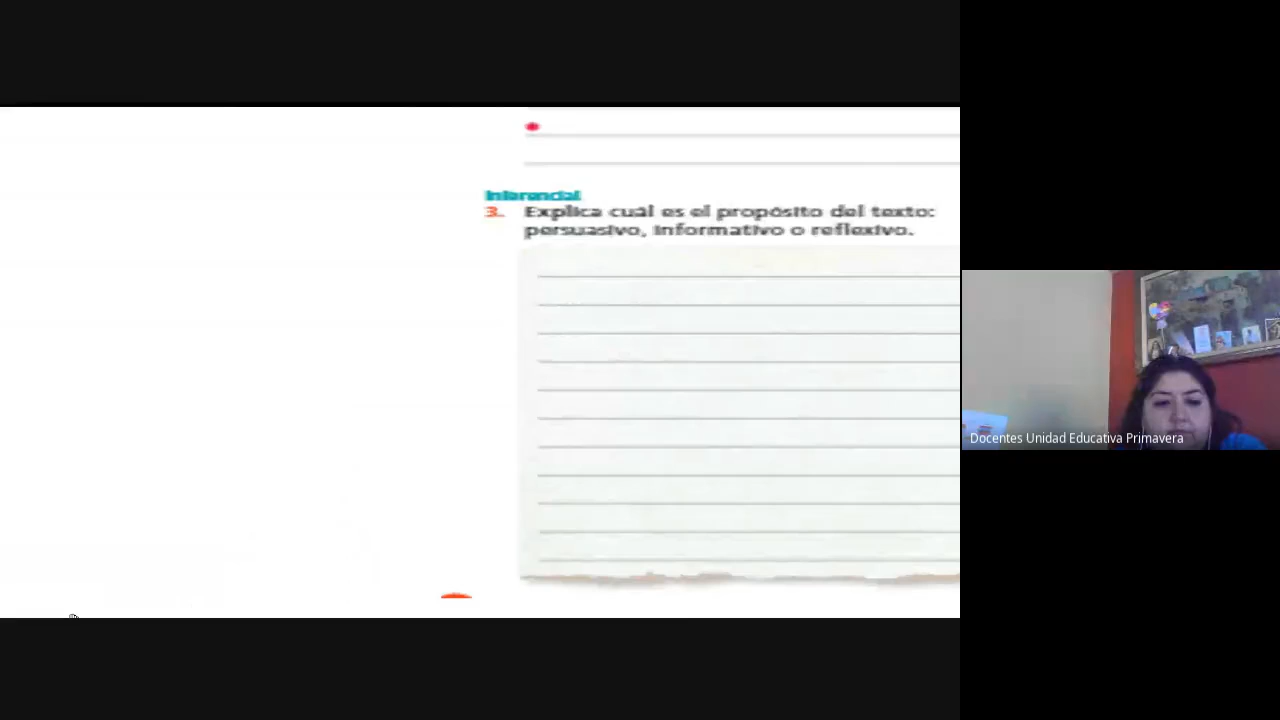 Inferencial
3. Explica cuál es el propósito del texto:
persuasivo, informativo o reflexivo.
Docentes Unidad Educativa Primavera